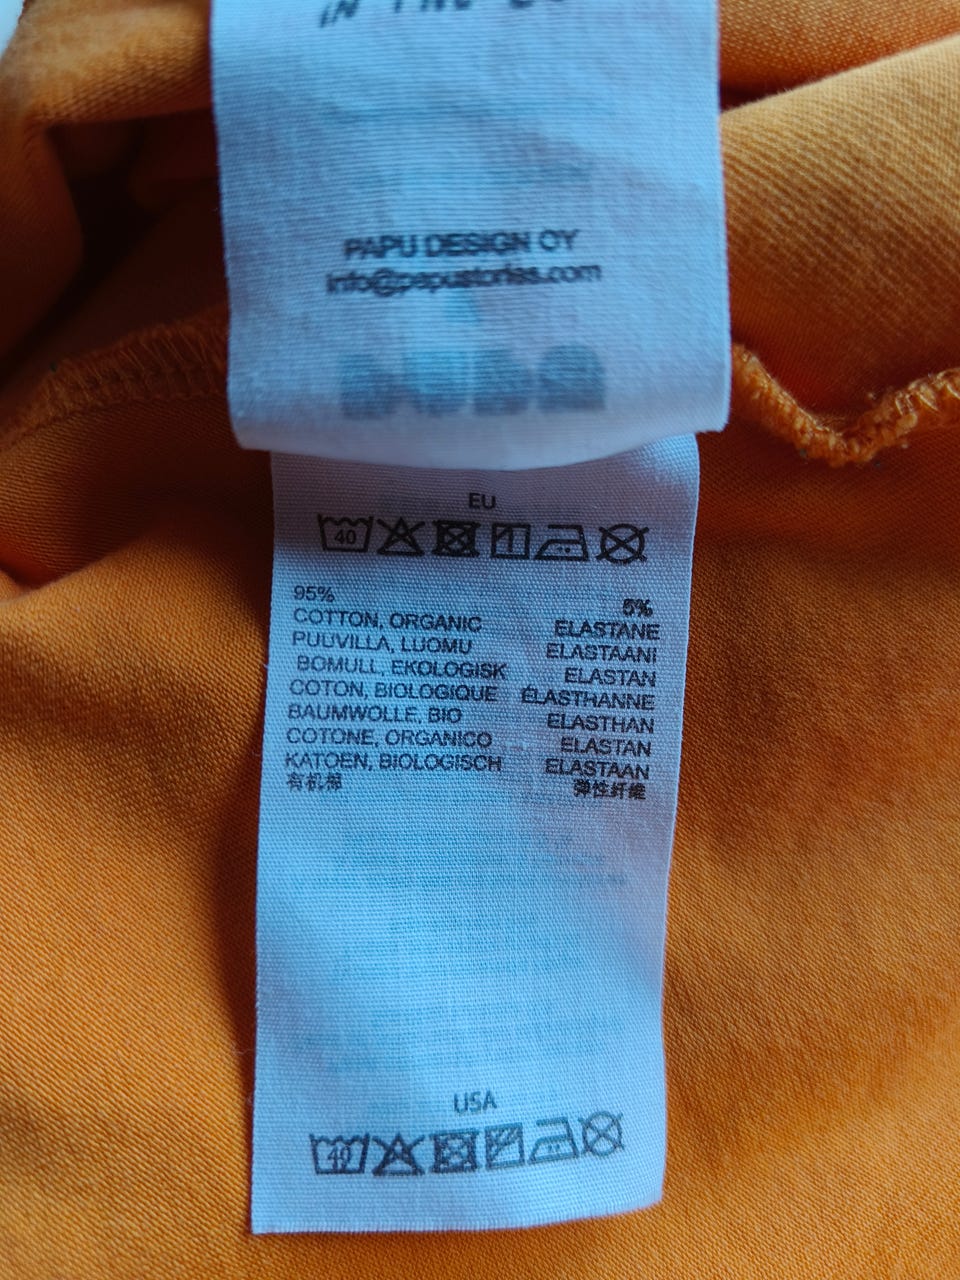 IN THE
PAPU DESIGN OY
info@papustories.com
EU
40
95% 5%
COTTON, ORGANIC ELASTANE
PUUVILLA, LUOMU ELASTAANI
BOMULL, EKOLOGISK ELASTAN
COTON, BIOLOGIQUE ÉLASTHANNE
BAUMWOLLE, BIO ELASTHAN
COTONE, ORGANICO ELASTAN
KATOEN, BIOLOGISCH ELASTAAN
有机棉 弹性纤维
USA
40